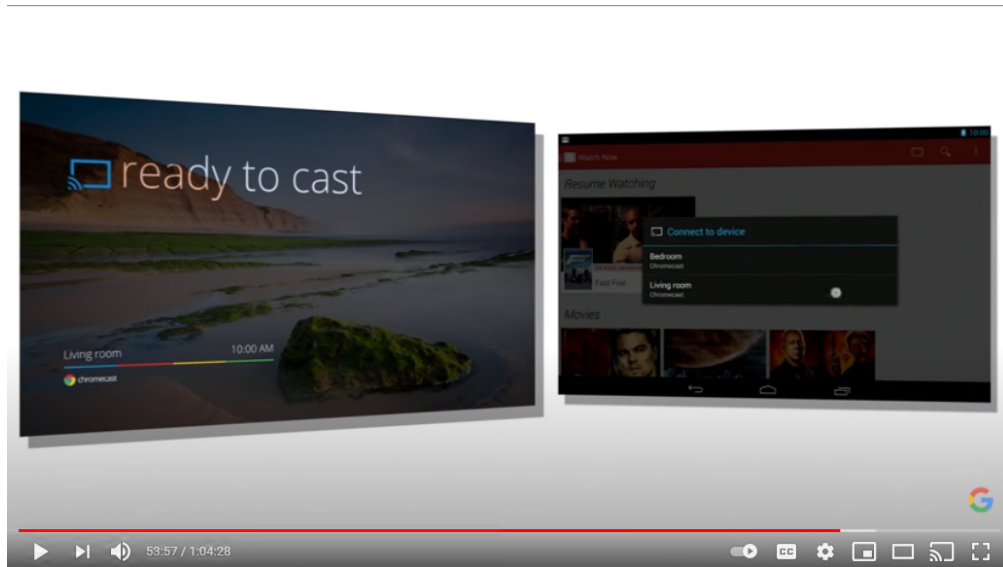 ready to cast
Living room
10:00 AM
chromecast
10:00
Watch Now
Resume Watching
Connect to device
Bedroom
Chromecast
Living room
Chromecast
Fast Five
Movies
53:57 / 1:04:28
CC